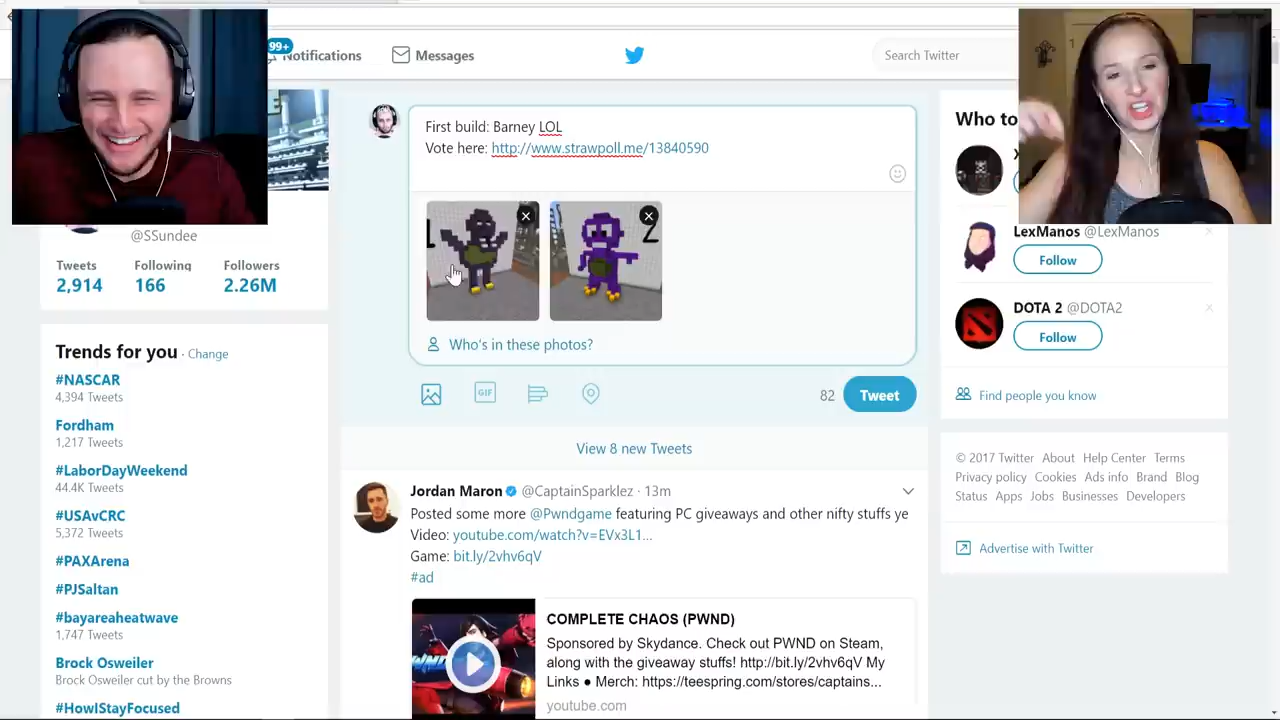 99+
Notifications
Messages
Search Twitter
@SSundee
Tweets
Following
Followers
2,914
166
2.26M
Trends for you · Change
#NASCAR
4,394 Tweets
Fordham
1,217 Tweets
#LaborDayWeekend
44.4K Tweets
#USAvCRC
5,372 Tweets
#PAXArena
#PJSaltan
#bayareaheatwave
1,747 Tweets
Brock Osweiler
Brock Osweiler cut by the Browns
#HowIStayFocused
First build: Barney LOL
Vote here: http://www.strawpoll.me/13840590
2
Who's in these photos?
GIF
82
Tweet
View 8 new Tweets
Jordan Maron @CaptainSparklez · 13m
Posted some more @Pwndgame featuring PC giveaways and other nifty stuffs ye
Video: youtube.com/watch?v=EVx3L1...
Game: bit.ly/2vhv6qV
#ad
COMPLETE CHAOS (PWND)
Sponsored by Skydance. Check out PWND on Steam,
along with the giveaway stuffs! http://bit.ly/2vhv6qV My
Links ● Merch: https://teespring.com/stores/captains...
youtube.com
Who to
LexManos @LexManos
Follow
DOTA 2 @DOTA2
Follow
Find people you know
© 2017 Twitter About Help Center Terms
Privacy policy Cookies Ads info Brand Blog
Status Apps Jobs Businesses Developers
Advertise with Twitter